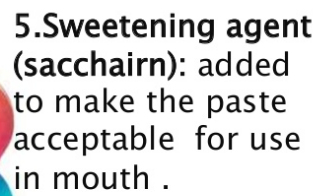 5.Sweetening agent
(sacchairn): added
to make the paste
acceptable for use
in mouth .